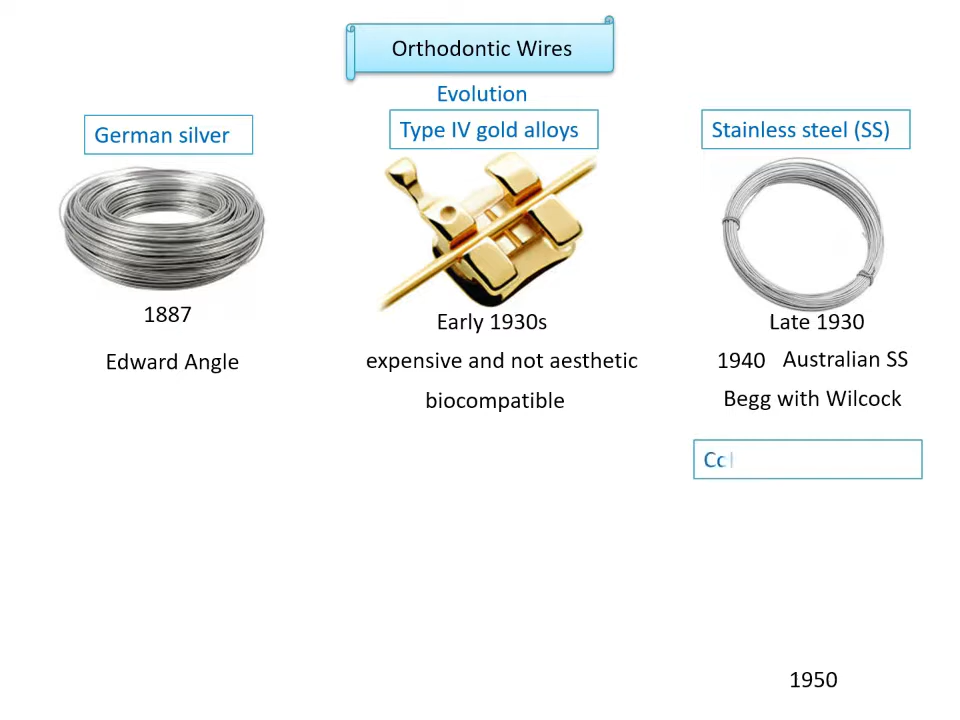 Orthodontic Wires
Evolution
German silver
Type IV gold alloys
Stainless steel (SS)
1887
Early 1930s
Late 1930
Edward Angle
expensive and not aesthetic
1940 Australian SS
biocompatible
Begg with Wilcock
1950